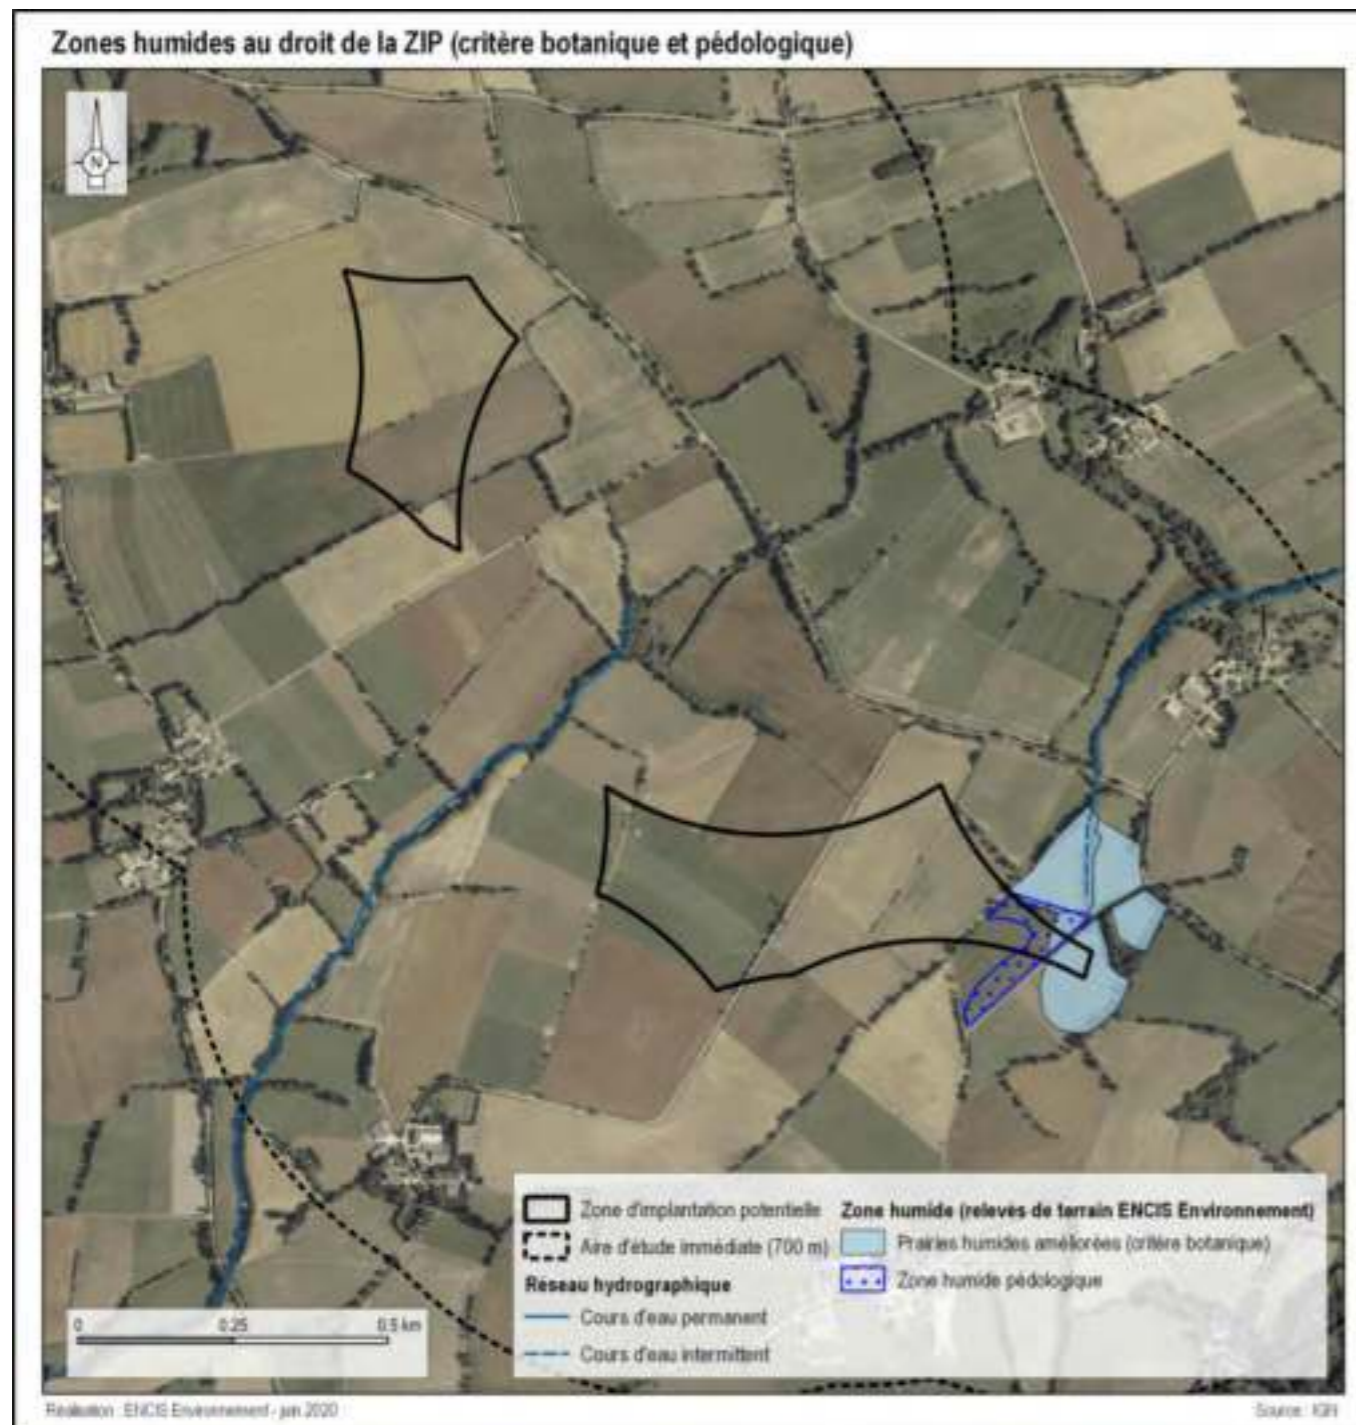 Zones humides au droit de la ZIP (critère botanique et pédologique)
N
Zone d'implantation potentielle
Aire d'étude immédiate (700 m)
Réseau hydrographique
Cours d'eau permanent
Cours d'eau intermittent
Zone humide (relevés de terrain ENCIS Environnement)
Prairies humides améliorées (critère botanique)
Zone humide pédologique
0 0.25 0.5 km
Réalisation : ENCIS Environnement - juin 2020
Source : IGN